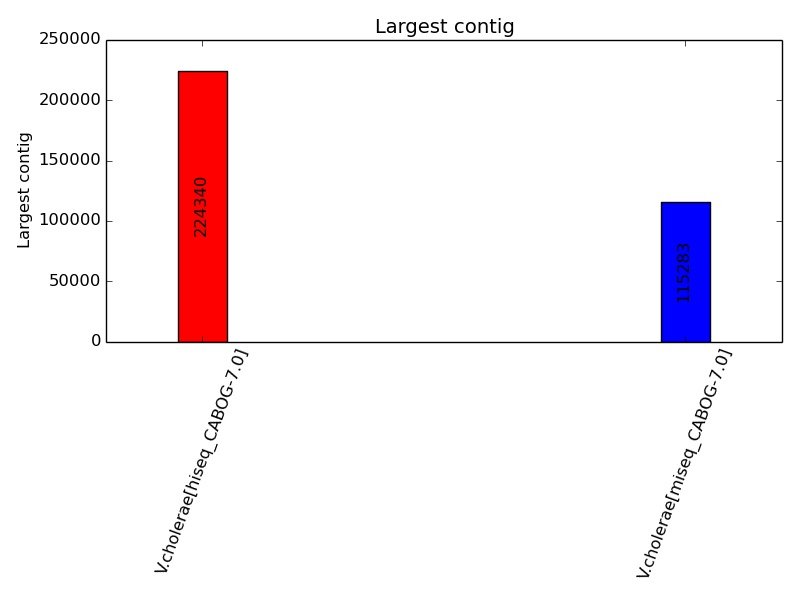 Largest contig
250000
200000
150000
100000
50000
0
Largest contig
224340
115283
V.cholerae[hiseq_CABOG-7.0]
V.cholerae[miseq_CABOG-7.0]